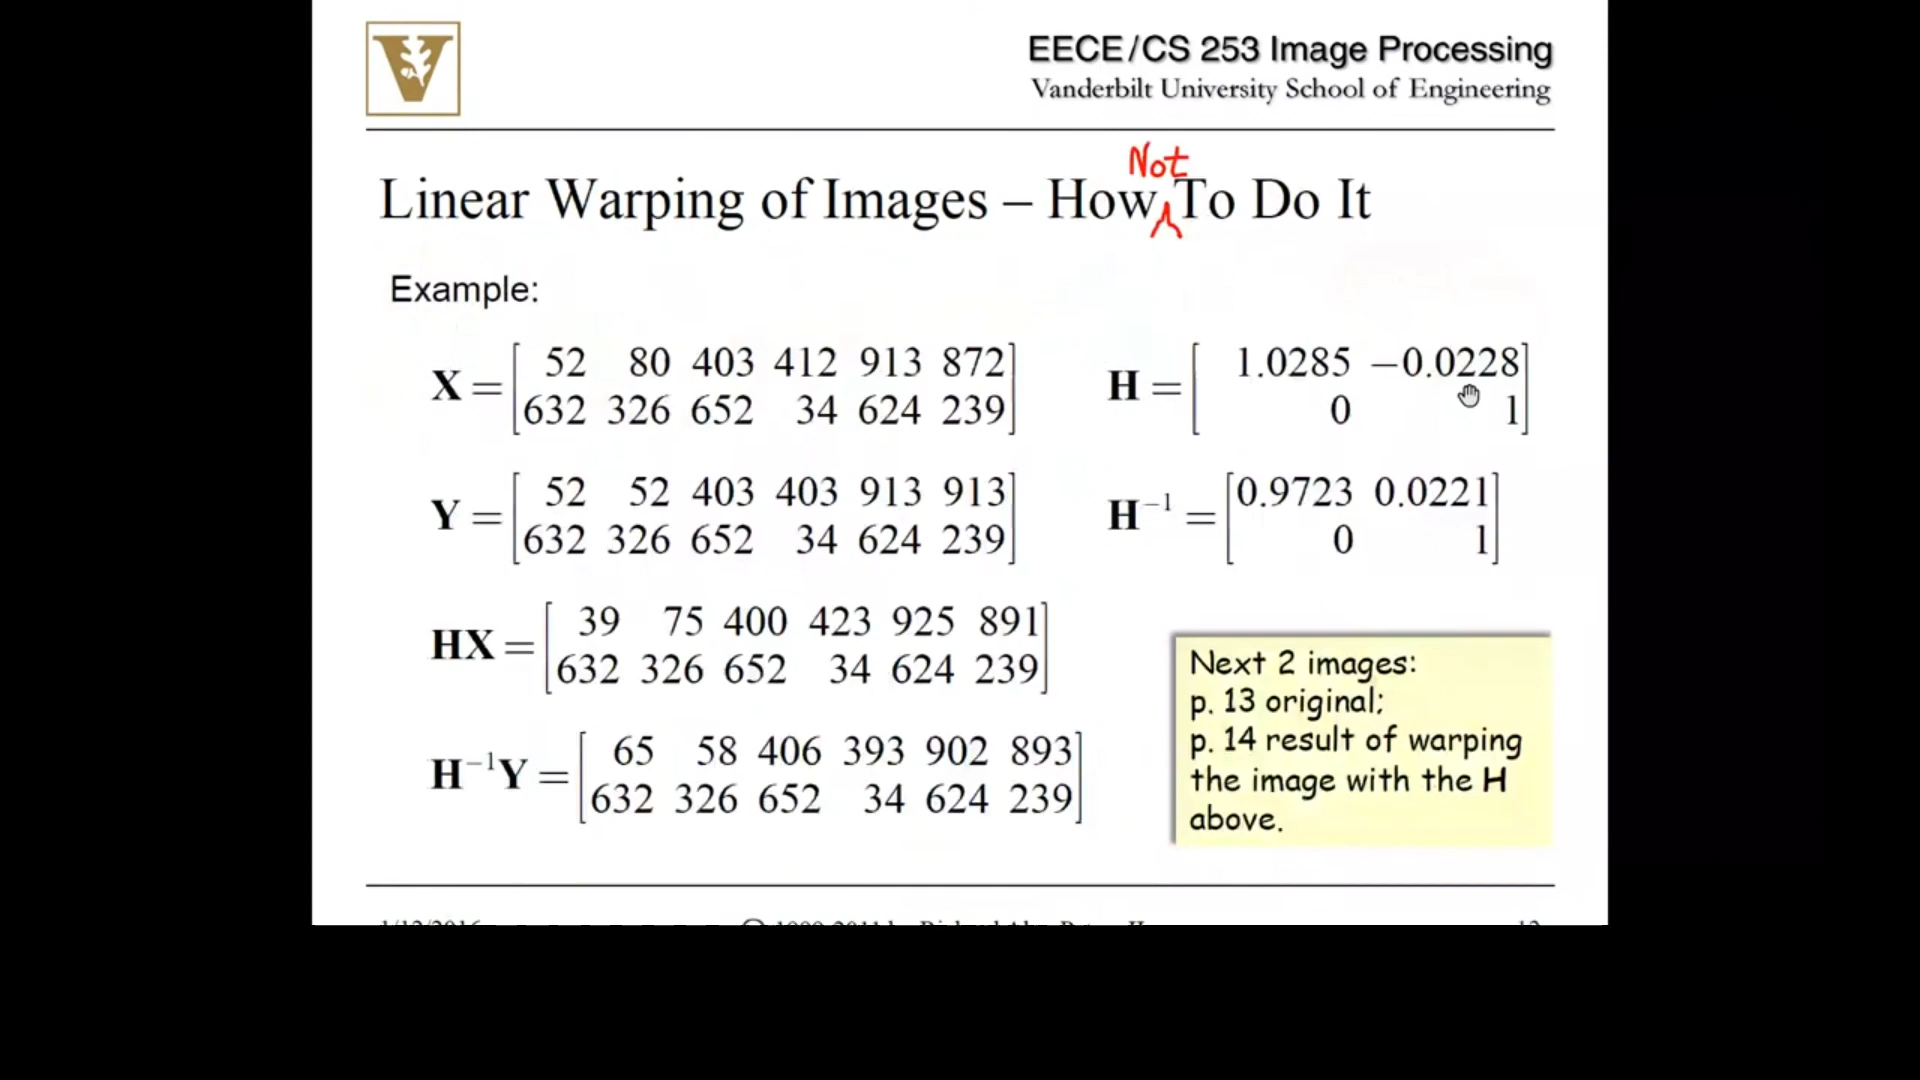 V
EECE/CS 253 Image Processing
Vanderbilt University School of Engineering
Not
Linear Warping of Images – How To Do It
Example:
X = [52 80 403 412 913 872
632 326 652 34 624 239]
H = [1.0285 −0.0228
0 1]
Y = [52 52 403 403 913 913
632 326 652 34 624 239]
H⁻¹ = [0.9723 0.0221
0 1]
HX = [39 75 400 423 925 891
632 326 652 34 624 239]
H⁻¹Y = [65 58 406 393 902 893
632 326 652 34 624 239]
Next 2 images:
p. 13 original;
p. 14 result of warping
the image with the H
above.